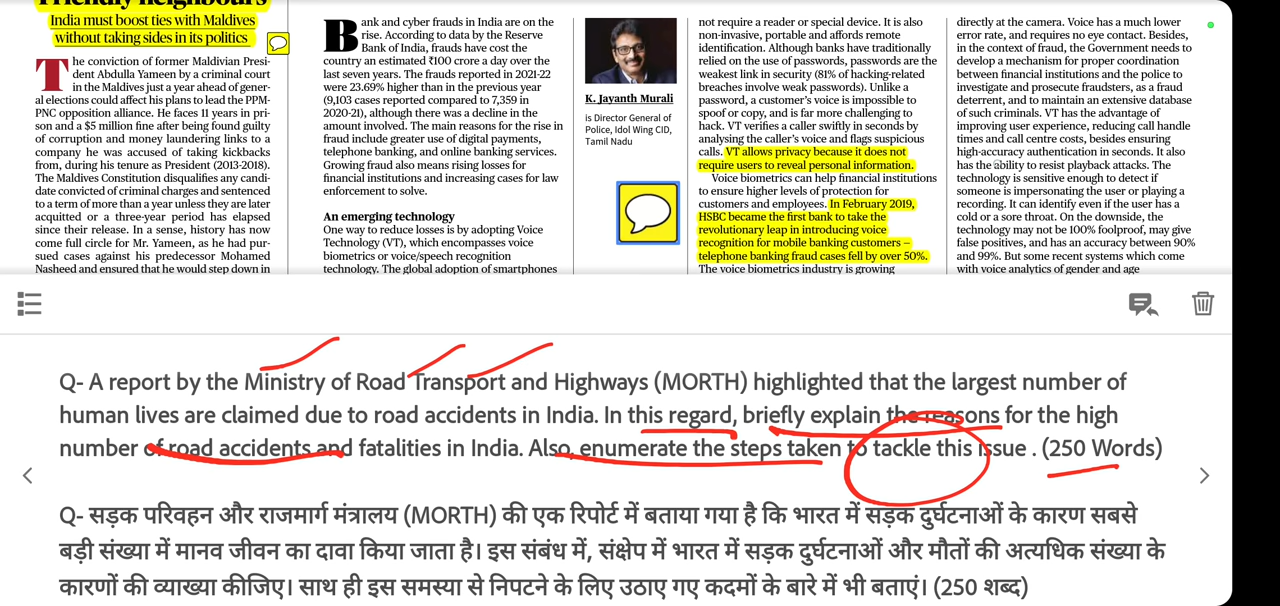 Friendly neighbours
India must boost ties with Maldives
without taking sides in its politics
The conviction of former Maldivian Presi-
dent Abdulla Yameen by a criminal court
in the Maldives just a year ahead of gener-
al elections could affect his plans to lead the PPM-
PNC opposition alliance. He faces 11 years in pri-
son and a $5 million fine after being found guilty
of corruption and money laundering links to a
company he was accused of taking kickbacks
from, during his tenure as President (2013-2018).
The Maldives Constitution disqualifies any candi-
date convicted of criminal charges and sentenced
to a term of more than a year unless they are later
acquitted or a three-year period has elapsed
since their release. In a sense, history has now
come full circle for Mr. Yameen, as he had pur-
sued cases against his predecessor Mohamed
Nasheed and ensured that he would step down in
Bank and cyber frauds in India are on the
rise. According to data by the Reserve
Bank of India, frauds have cost the
country an estimated ₹100 crore a day over the
last seven years. The frauds reported in 2021-22
were 23.69% higher than in the previous year
(9,103 cases reported compared to 7,359 in
2020-21), although there was a decline in the
amount involved. The main reasons for the rise in
fraud include greater use of digital payments,
telephone banking, and online banking services.
Growing fraud also means rising losses for
financial institutions and increasing cases for law
enforcement to solve.
An emerging technology
One way to reduce losses is by adopting Voice
Technology (VT), which encompasses voice
biometrics or voice/speech recognition
technology. The global adoption of smartphones
K. Jayanth Murali
is Director General of
Police, Idol Wing CID,
Tamil Nadu
not require a reader or special device. It is also
non-invasive, portable and affords remote
identification. Although banks have traditionally
relied on the use of passwords, passwords are the
weakest link in security (81% of hacking-related
breaches involve weak passwords). Unlike a
password, a customer's voice is impossible to
spoof or copy, and is far more challenging to
hack. VT verifies a caller swiftly in seconds by
analysing the caller's voice and flags suspicious
calls. VT allows privacy because it does not
require users to reveal personal information.
Voice biometrics can help financial institutions
to ensure higher levels of protection for
customers and employees. In February 2019,
HSBC became the first bank to take the
revolutionary leap in introducing voice
recognition for mobile banking customers –
telephone banking fraud cases fell by over 50%.
The voice biometrics industry is growing
directly at the camera. Voice has a much lower
error rate, and requires no eye contact. Besides,
in the context of fraud, the Government needs to
develop a mechanism for proper coordination
between financial institutions and the police to
investigate and prosecute fraudsters, as a fraud
deterrent, and to maintain an extensive database
of such criminals. VT has the advantage of
improving user experience, reducing call handle
times and call centre costs, besides ensuring
high-accuracy authentication in seconds. It also
has the ability to resist playback attacks. The
technology is sensitive enough to detect if
someone is impersonating the user or playing a
recording. It can identify even if the user has a
cold or a sore throat. On the downside, the
technology may not be 100% foolproof, may give
false positives, and has an accuracy between 90%
and 99%. But some recent systems which come
with voice analytics of gender and age
Q- A report by the Ministry of Road Transport and Highways (MORTH) highlighted that the largest number of
human lives are claimed due to road accidents in India. In this regard, briefly explain the reasons for the high
number of road accidents and fatalities in India. Also, enumerate the steps taken to tackle this issue . (250 Words)
Q- सड़क परिवहन और राजमार्ग मंत्रालय (MORTH) की एक रिपोर्ट में बताया गया है कि भारत में सड़क दुर्घटनाओं के कारण सबसे
बड़ी संख्या में मानव जीवन का दावा किया जाता है। इस संबंध में, संक्षेप में भारत में सड़क दुर्घटनाओं और मौतों की अत्यधिक संख्या के
कारणों की व्याख्या कीजिए। साथ ही इस समस्या से निपटने के लिए उठाए गए कदमों के बारे में भी बताएं। (250 शब्द)